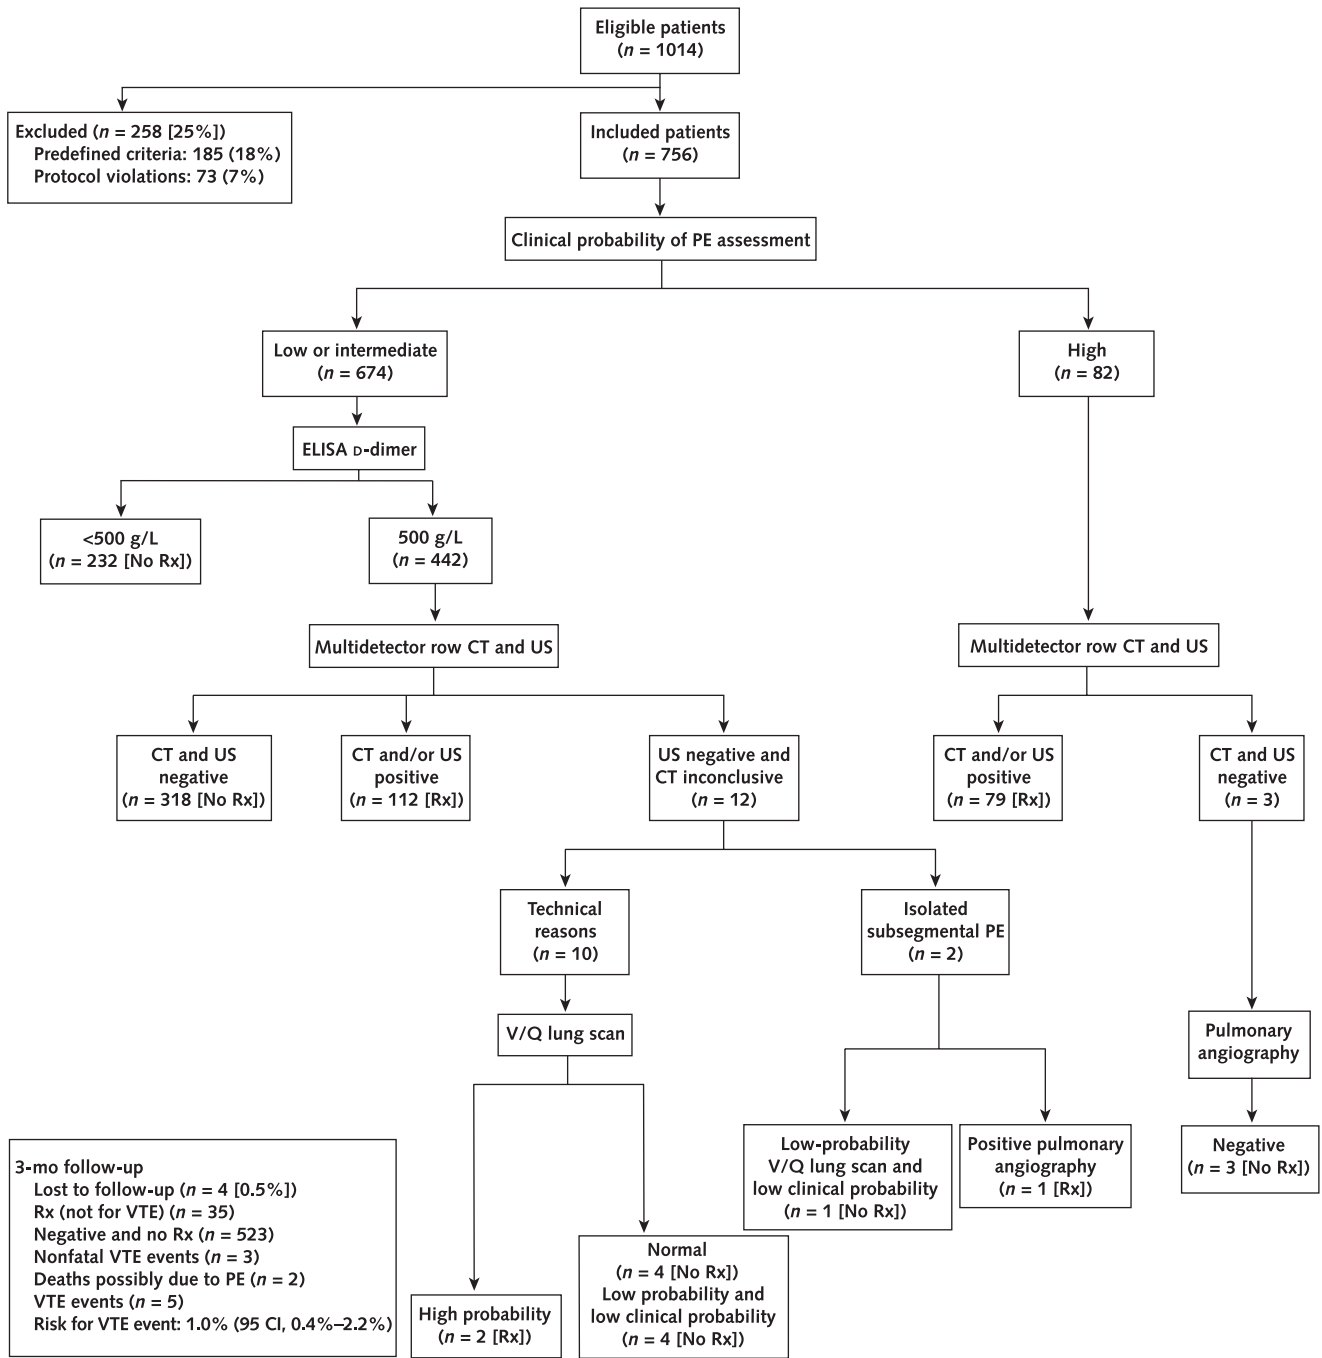 Eligible patients
(n = 1014)
Excluded (n = 258 [25%])
Predefined criteria: 185 (18%)
Protocol violations: 73 (7%)
Included patients
(n = 756)
Clinical probability of PE assessment
Low or intermediate
(n = 674)
High
(n = 82)
ELISA D-dimer
<500 g/L
(n = 232 [No Rx])
500 g/L
(n = 442)
Multidetector row CT and US
Multidetector row CT and US
CT and US
negative
(n = 318 [No Rx])
CT and/or US
positive
(n = 112 [Rx])
US negative and
CT inconclusive
(n = 12)
CT and/or US
positive
(n = 79 [Rx])
CT and US
negative
(n = 3)
Technical
reasons
(n = 10)
Isolated
subsegmental PE
(n = 2)
V/Q lung scan
Pulmonary
angiography
Low-probability
V/Q lung scan and
low clinical probability
(n = 1 [No Rx])
Positive pulmonary
angiography
(n = 1 [Rx])
Negative
(n = 3 [No Rx])
3-mo follow-up
Lost to follow-up (n = 4 [0.5%])
Rx (not for VTE) (n = 35)
Negative and no Rx (n = 523)
Nonfatal VTE events (n = 3)
Deaths possibly due to PE (n = 2)
VTE events (n = 5)
Risk for VTE event: 1.0% (95 CI, 0.4%–2.2%)
High probability
(n = 2 [Rx])
Normal
(n = 4 [No Rx])
Low probability and
low clinical probability
(n = 4 [No Rx])